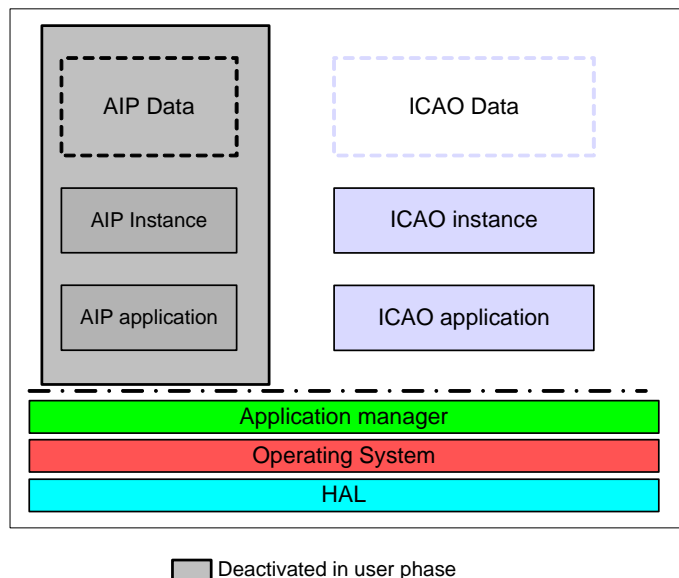 AIP Data
ICAO Data
AIP Instance
ICAO instance
AIP application
ICAO application
Application manager
Operating System
HAL
Deactivated in user phase